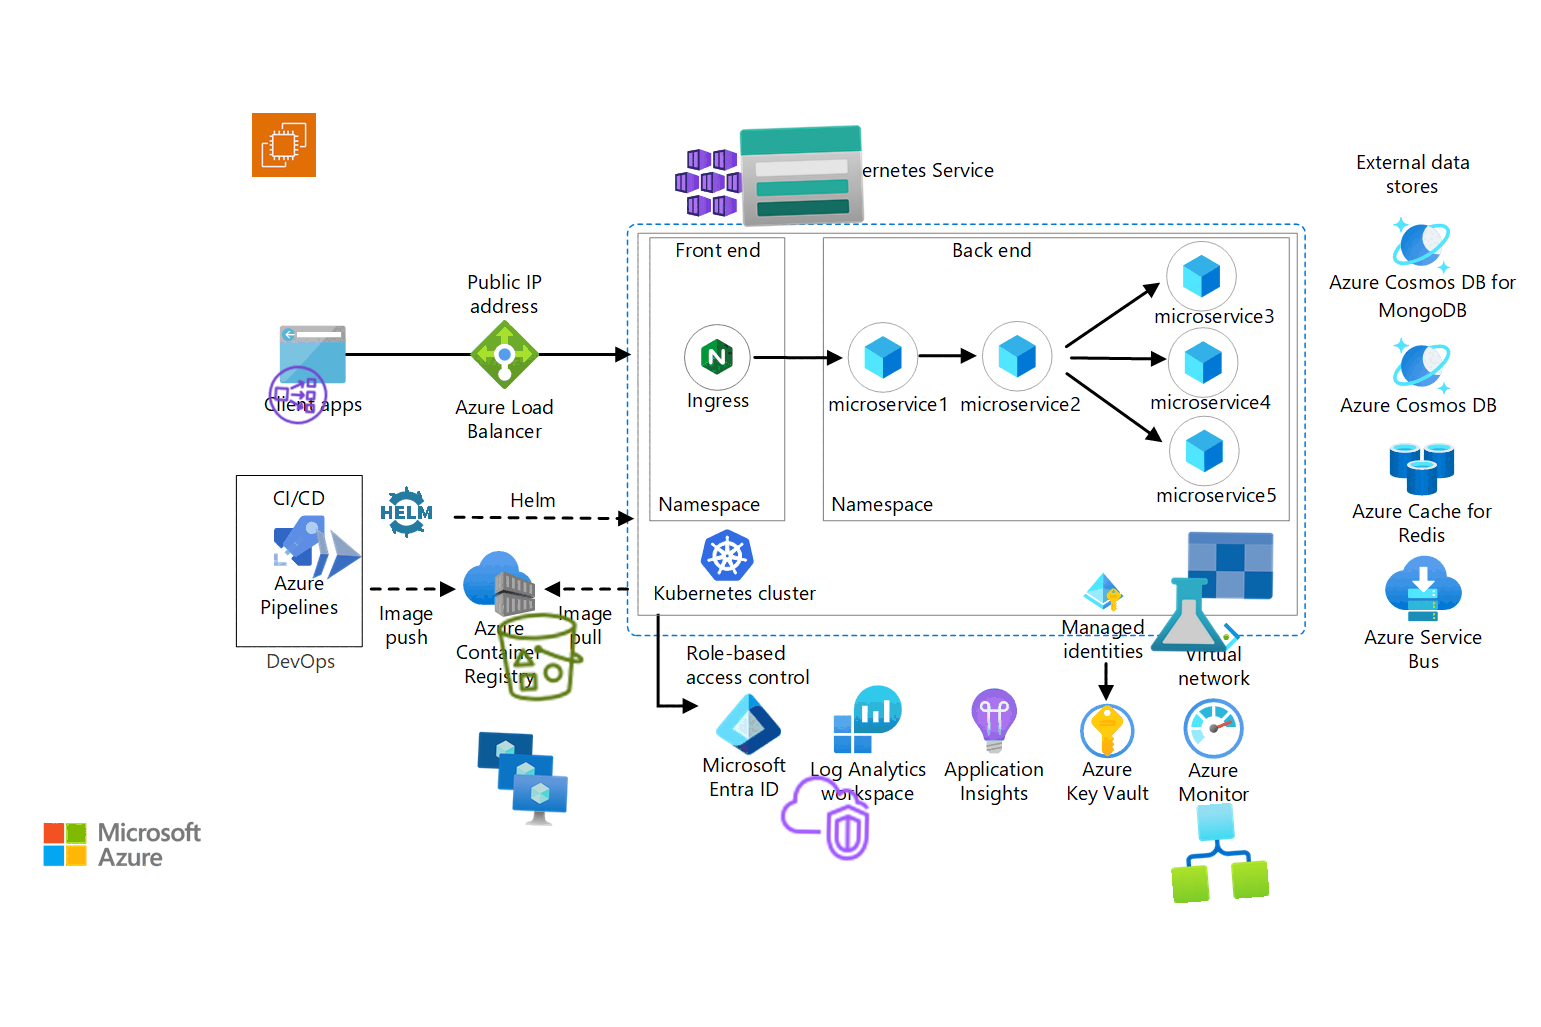 ernetes Service
External data
stores
Front end
Back end
Public IP
address
Azure Cosmos DB for
MongoDB
microservice3
Client apps
Azure Load
Balancer
Ingress
microservice1
microservice2
microservice4
Azure Cosmos DB
microservice5
Namespace
Namespace
CI/CD
HELM
Helm
Azure Cache for
Redis
Azure
Pipelines
Image
push
Image
pull
Kubernetes cluster
DevOps
Azure
Container
Registry
Role-based
access control
Managed
identities
Virtual
network
Azure Service
Bus
Microsoft
Entra ID
Log Analytics
workspace
Application
Insights
Azure
Key Vault
Azure
Monitor
Microsoft
Azure